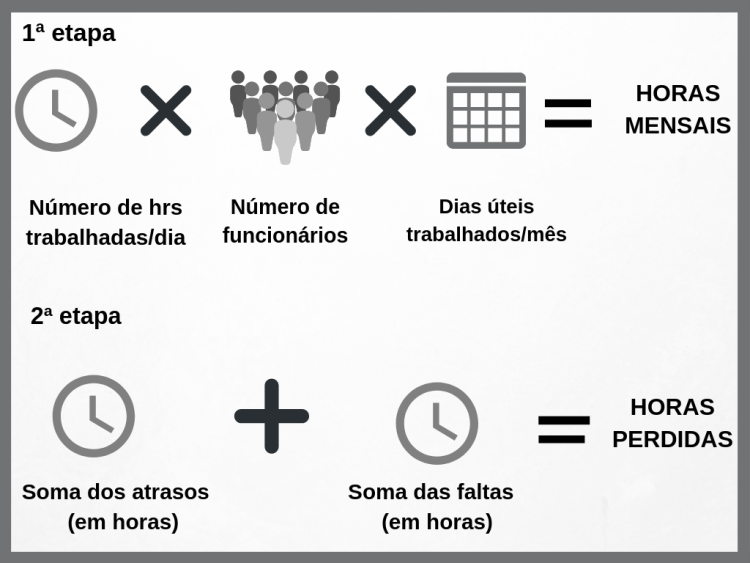 1ª etapa
HORAS
MENSAIS
Número de hrs
trabalhadas/dia
Número de
funcionários
Dias úteis
trabalhados/mês
2ª etapa
HORAS
PERDIDAS
Soma dos atrasos
(em horas)
Soma das faltas
(em horas)